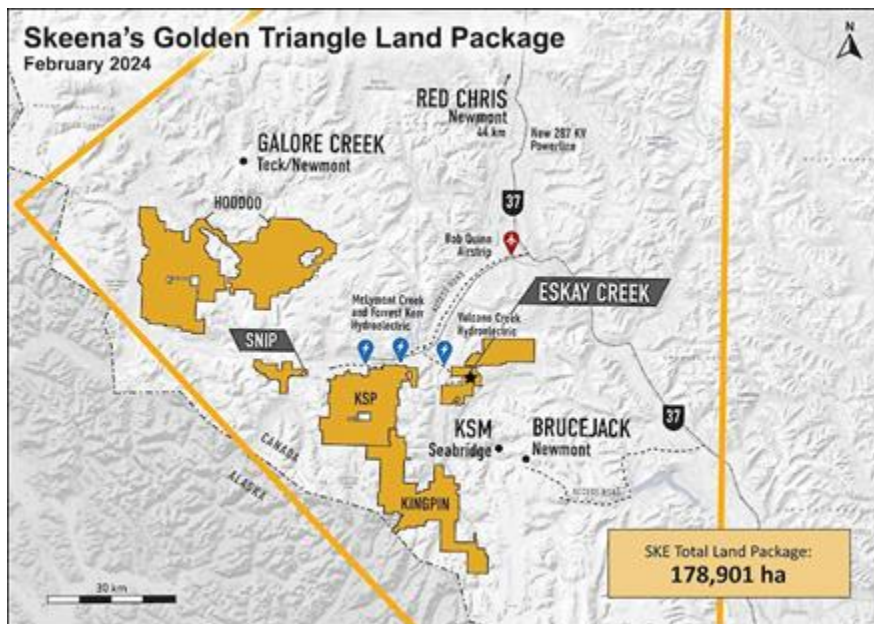 Skeena's Golden Triangle Land Package
February 2024
N
RED CHRIS
Newmont
44 km
New 287 KV
Powerline
GALORE CREEK
Teck/Newmont
HOODOO
37
Bob Quinn
Airstrip
ACCESS ROAD
ESKAY CREEK
McLymont Creek
and Forrest Kerr
Hydroelectric
Volcano Creek
Hydroelectric
SNIP
KSP
KSM
Seabridge
BRUCEJACK
Newmont
37
CANADA
ALASKA
KINGPIN
ACCESS ROAD
SKE Total Land Package:
178,901 ha
30 km